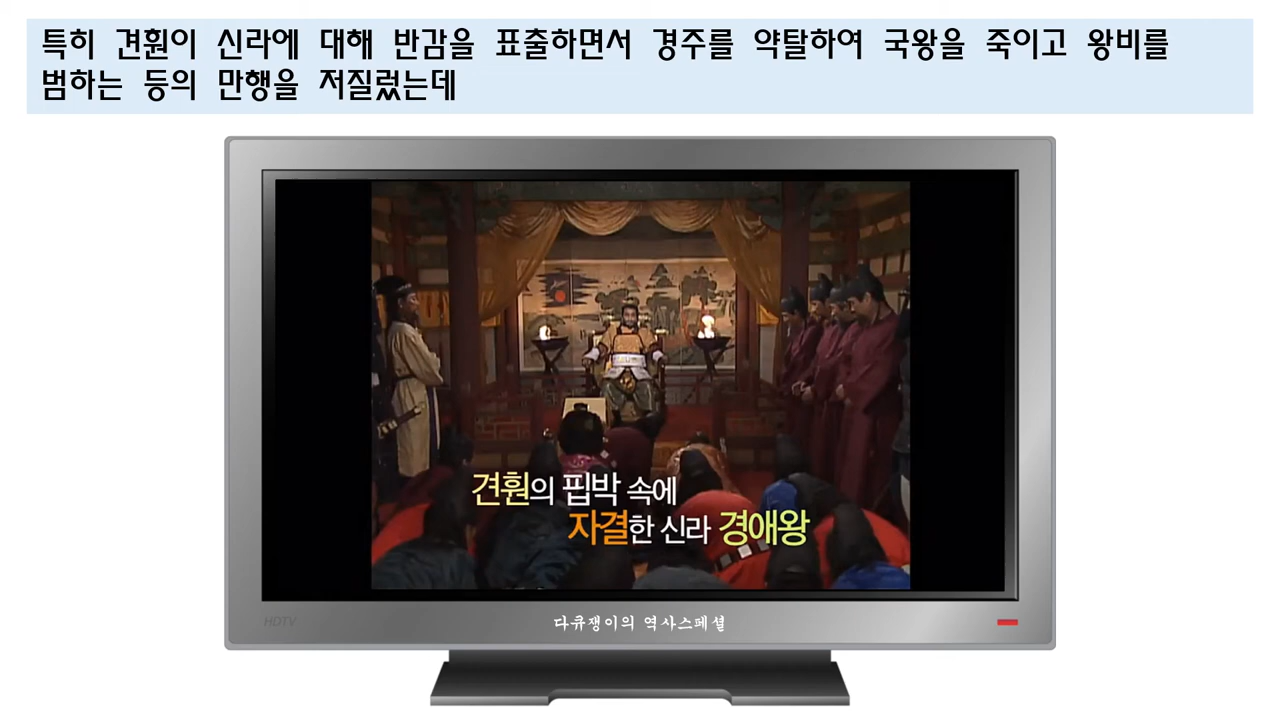 특히 견훤이 신라에 대해 반감을 표출하면서 경주를 약탈하여 국왕을 죽이고 왕비를
범하는 등의 만행을 저질렀는데
견훤의 핍박 속에
자결한 신라 경애왕
HDTV
다큐쟁이의 역사스페셜